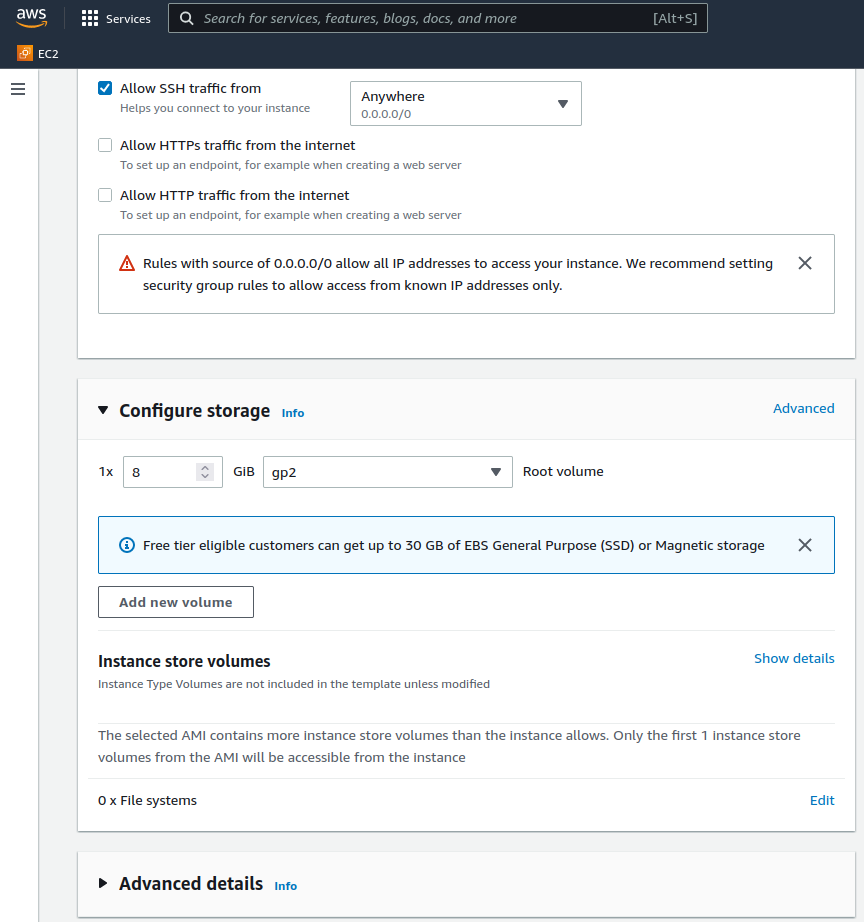 aws
Services
Search for services, features, blogs, docs, and more
[Alt+S]
EC2
Allow SSH traffic from
Helps you connect to your instance
Anywhere
0.0.0.0/0
Allow HTTPs traffic from the internet
To set up an endpoint, for example when creating a web server
Allow HTTP traffic from the internet
To set up an endpoint, for example when creating a web server
Rules with source of 0.0.0.0/0 allow all IP addresses to access your instance. We recommend setting
security group rules to allow access from known IP addresses only.
Configure storage Info
Advanced
1x 8 GiB gp2 Root volume
Free tier eligible customers can get up to 30 GB of EBS General Purpose (SSD) or Magnetic storage
Add new volume
Instance store volumes
Show details
Instance Type Volumes are not included in the template unless modified
The selected AMI contains more instance store volumes than the instance allows. Only the first 1 instance store
volumes from the AMI will be accessible from the instance
0 x File systems
Edit
Advanced details Info